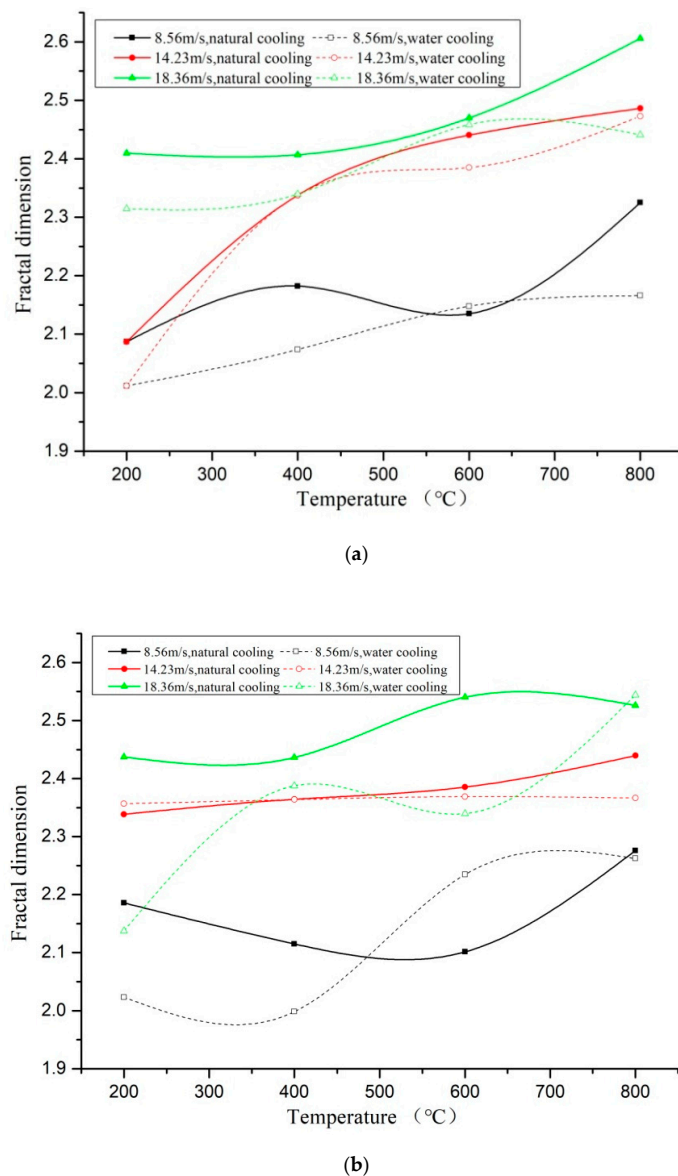 2.6
2.5
2.4
2.3
2.2
2.1
2.0
1.9
Fractal dimension
8.56m/s,natural cooling 8.56m/s,water cooling
14.23m/s,natural cooling 14.23m/s,water cooling
18.36m/s,natural cooling 18.36m/s,water cooling
200 300 400 500 600 700 800
Temperature （℃）
(a)
2.6
2.5
2.4
2.3
2.2
2.1
2.0
1.9
Fractal dimension
8.56m/s,natural cooling 8.56m/s,water cooling
14.23m/s,natural cooling 14.23m/s,water cooling
18.36m/s,natural cooling 18.36m/s,water cooling
200 300 400 500 600 700 800
Temperature （℃）
(b)